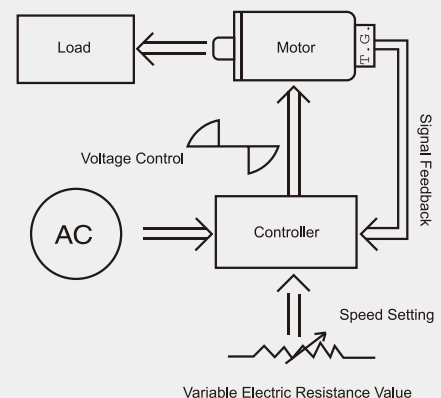 Load
Motor
T.G.
Signal Feedback
Voltage Control
AC
Controller
Speed Setting
Variable Electric Resistance Value